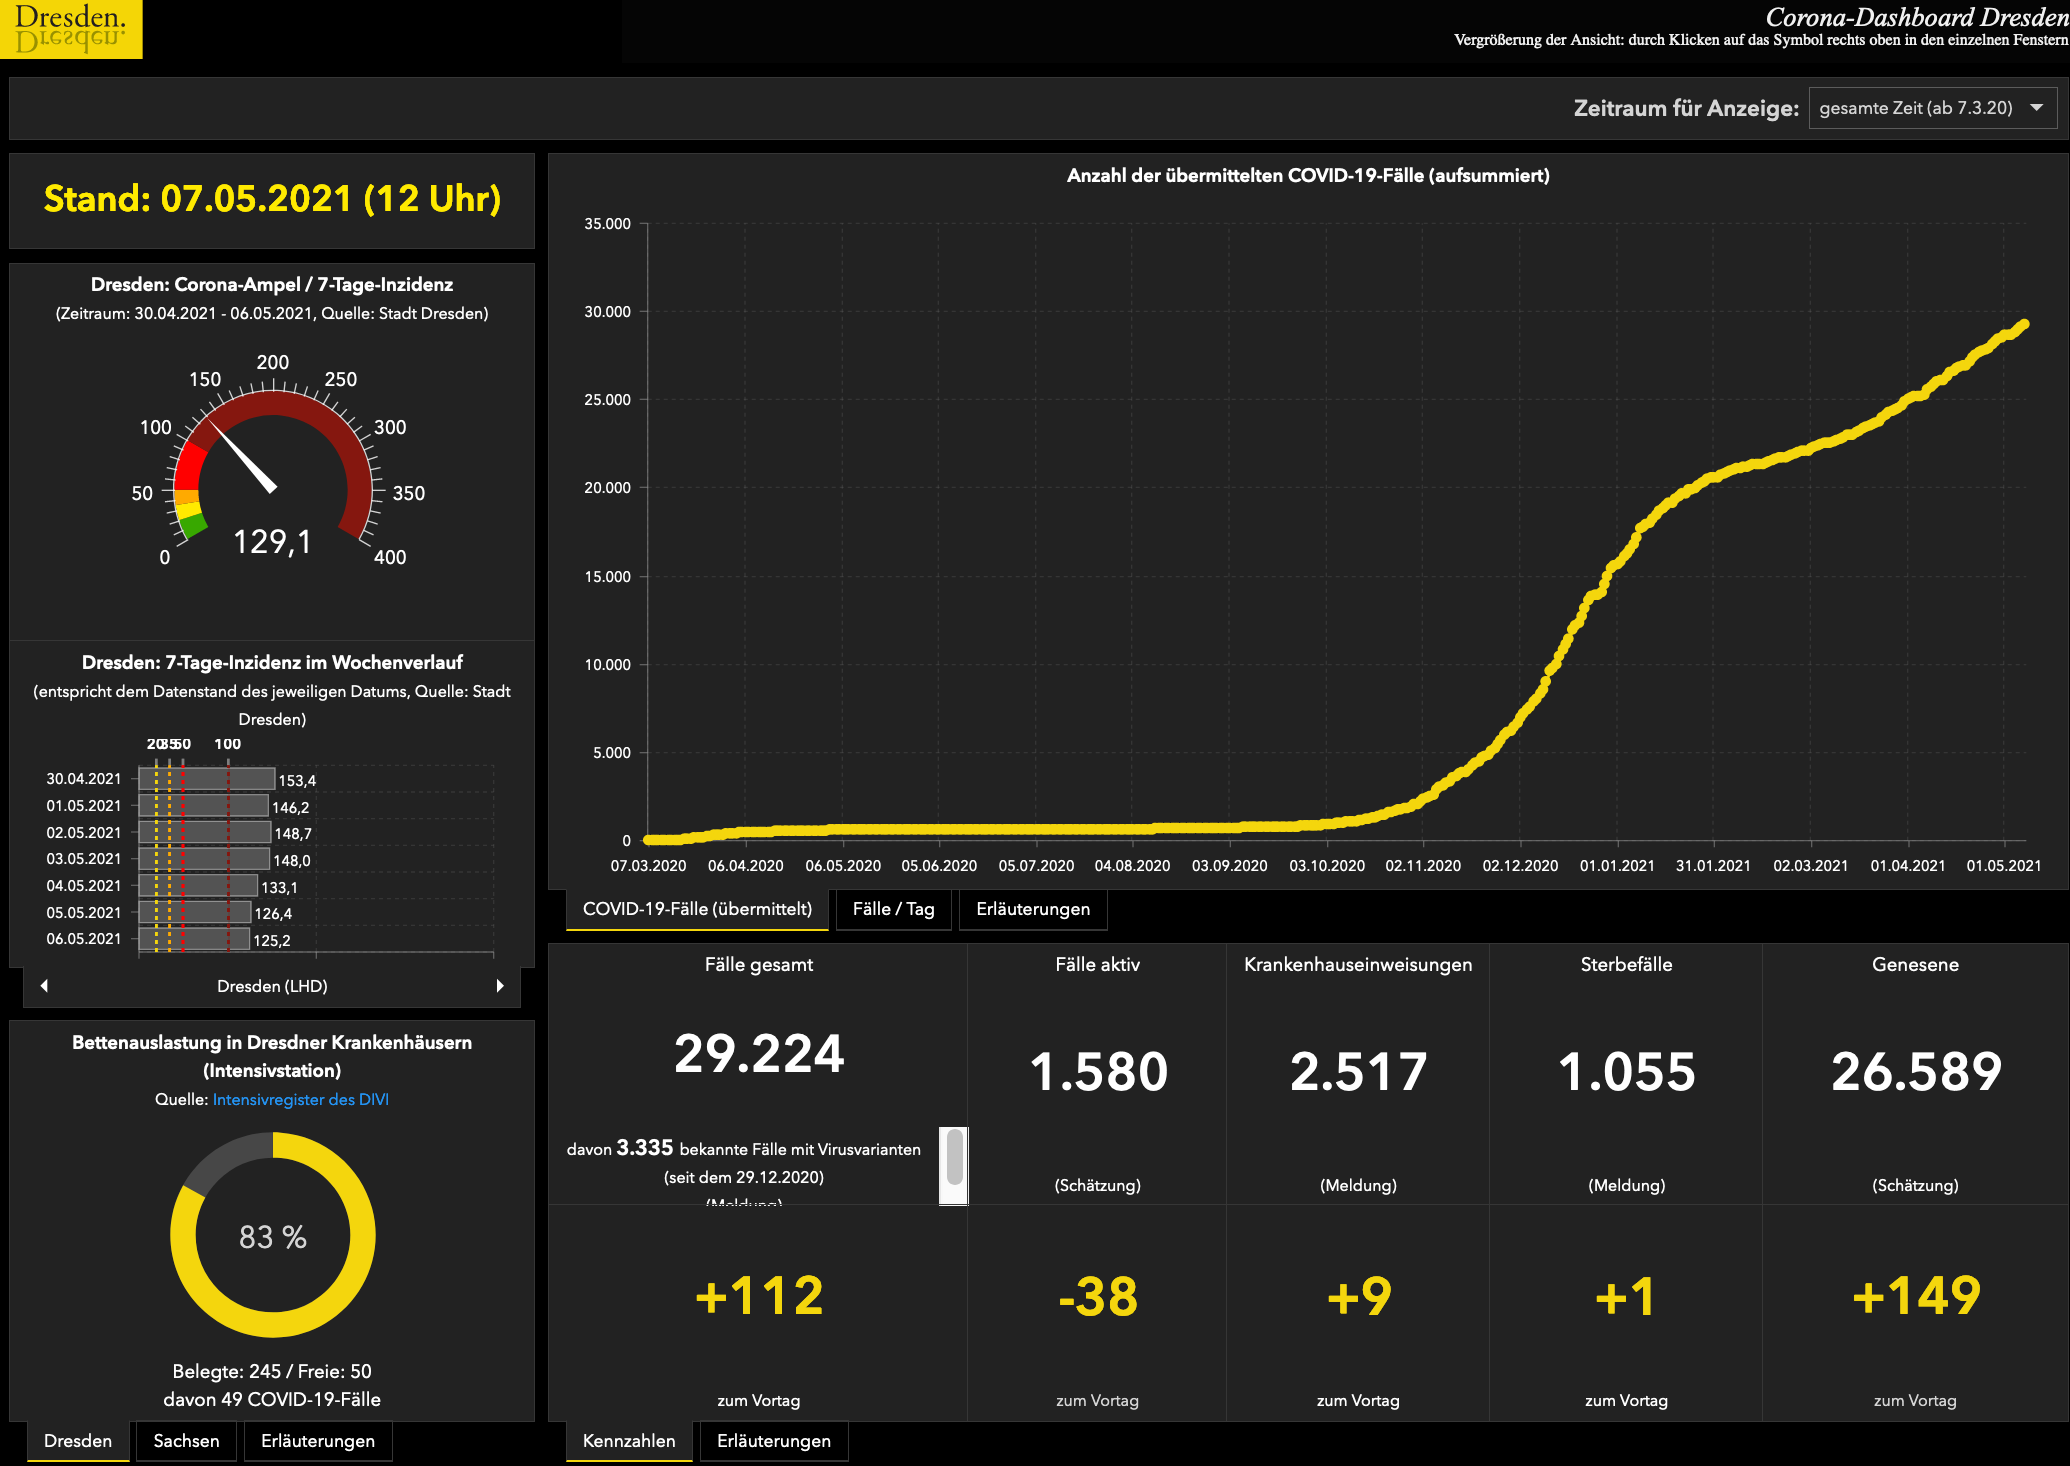 Dresden.
Corona-Dashboard Dresden
Vergrößerung der Ansicht: durch Klicken auf das Symbol rechts oben in den einzelnen Fenstern
Zeitraum für Anzeige: gesamte Zeit (ab 7.3.20)
Stand: 07.05.2021 (12 Uhr)
Dresden: Corona-Ampel / 7-Tage-Inzidenz
(Zeitraum: 30.04.2021 - 06.05.2021, Quelle: Stadt Dresden)
0
50
100
150
200
250
300
350
400
129,1
Dresden: 7-Tage-Inzidenz im Wochenverlauf
(entspricht dem Datenstand des jeweiligen Datums, Quelle: Stadt
Dresden)
20 35 50 100
30.04.2021 153,4
01.05.2021 146,2
02.05.2021 148,7
03.05.2021 148,0
04.05.2021 133,1
05.05.2021 126,4
06.05.2021 125,2
Dresden (LHD)
Bettenauslastung in Dresdner Krankenhäusern
(Intensivstation)
Quelle: Intensivregister des DIVI
83 %
Belegte: 245 / Freie: 50
davon 49 COVID-19-Fälle
Dresden Sachsen Erläuterungen
Anzahl der übermittelten COVID-19-Fälle (aufsummiert)
35.000
30.000
25.000
20.000
15.000
10.000
5.000
0
07.03.2020 06.04.2020 06.05.2020 05.06.2020 05.07.2020 04.08.2020 03.09.2020 03.10.2020 02.11.2020 02.12.2020 01.01.2021 31.01.2021 02.03.2021 01.04.2021 01.05.2021
COVID-19-Fälle (übermittelt) Fälle / Tag Erläuterungen
Fälle gesamt
29.224
davon 3.335 bekannte Fälle mit Virusvarianten
(seit dem 29.12.2020)
(Meldung)
+112
zum Vortag
Fälle aktiv
1.580
(Schätzung)
-38
zum Vortag
Krankenhauseinweisungen
2.517
(Meldung)
+9
zum Vortag
Sterbefälle
1.055
(Meldung)
+1
zum Vortag
Genesene
26.589
(Schätzung)
+149
zum Vortag
Kennzahlen Erläuterungen